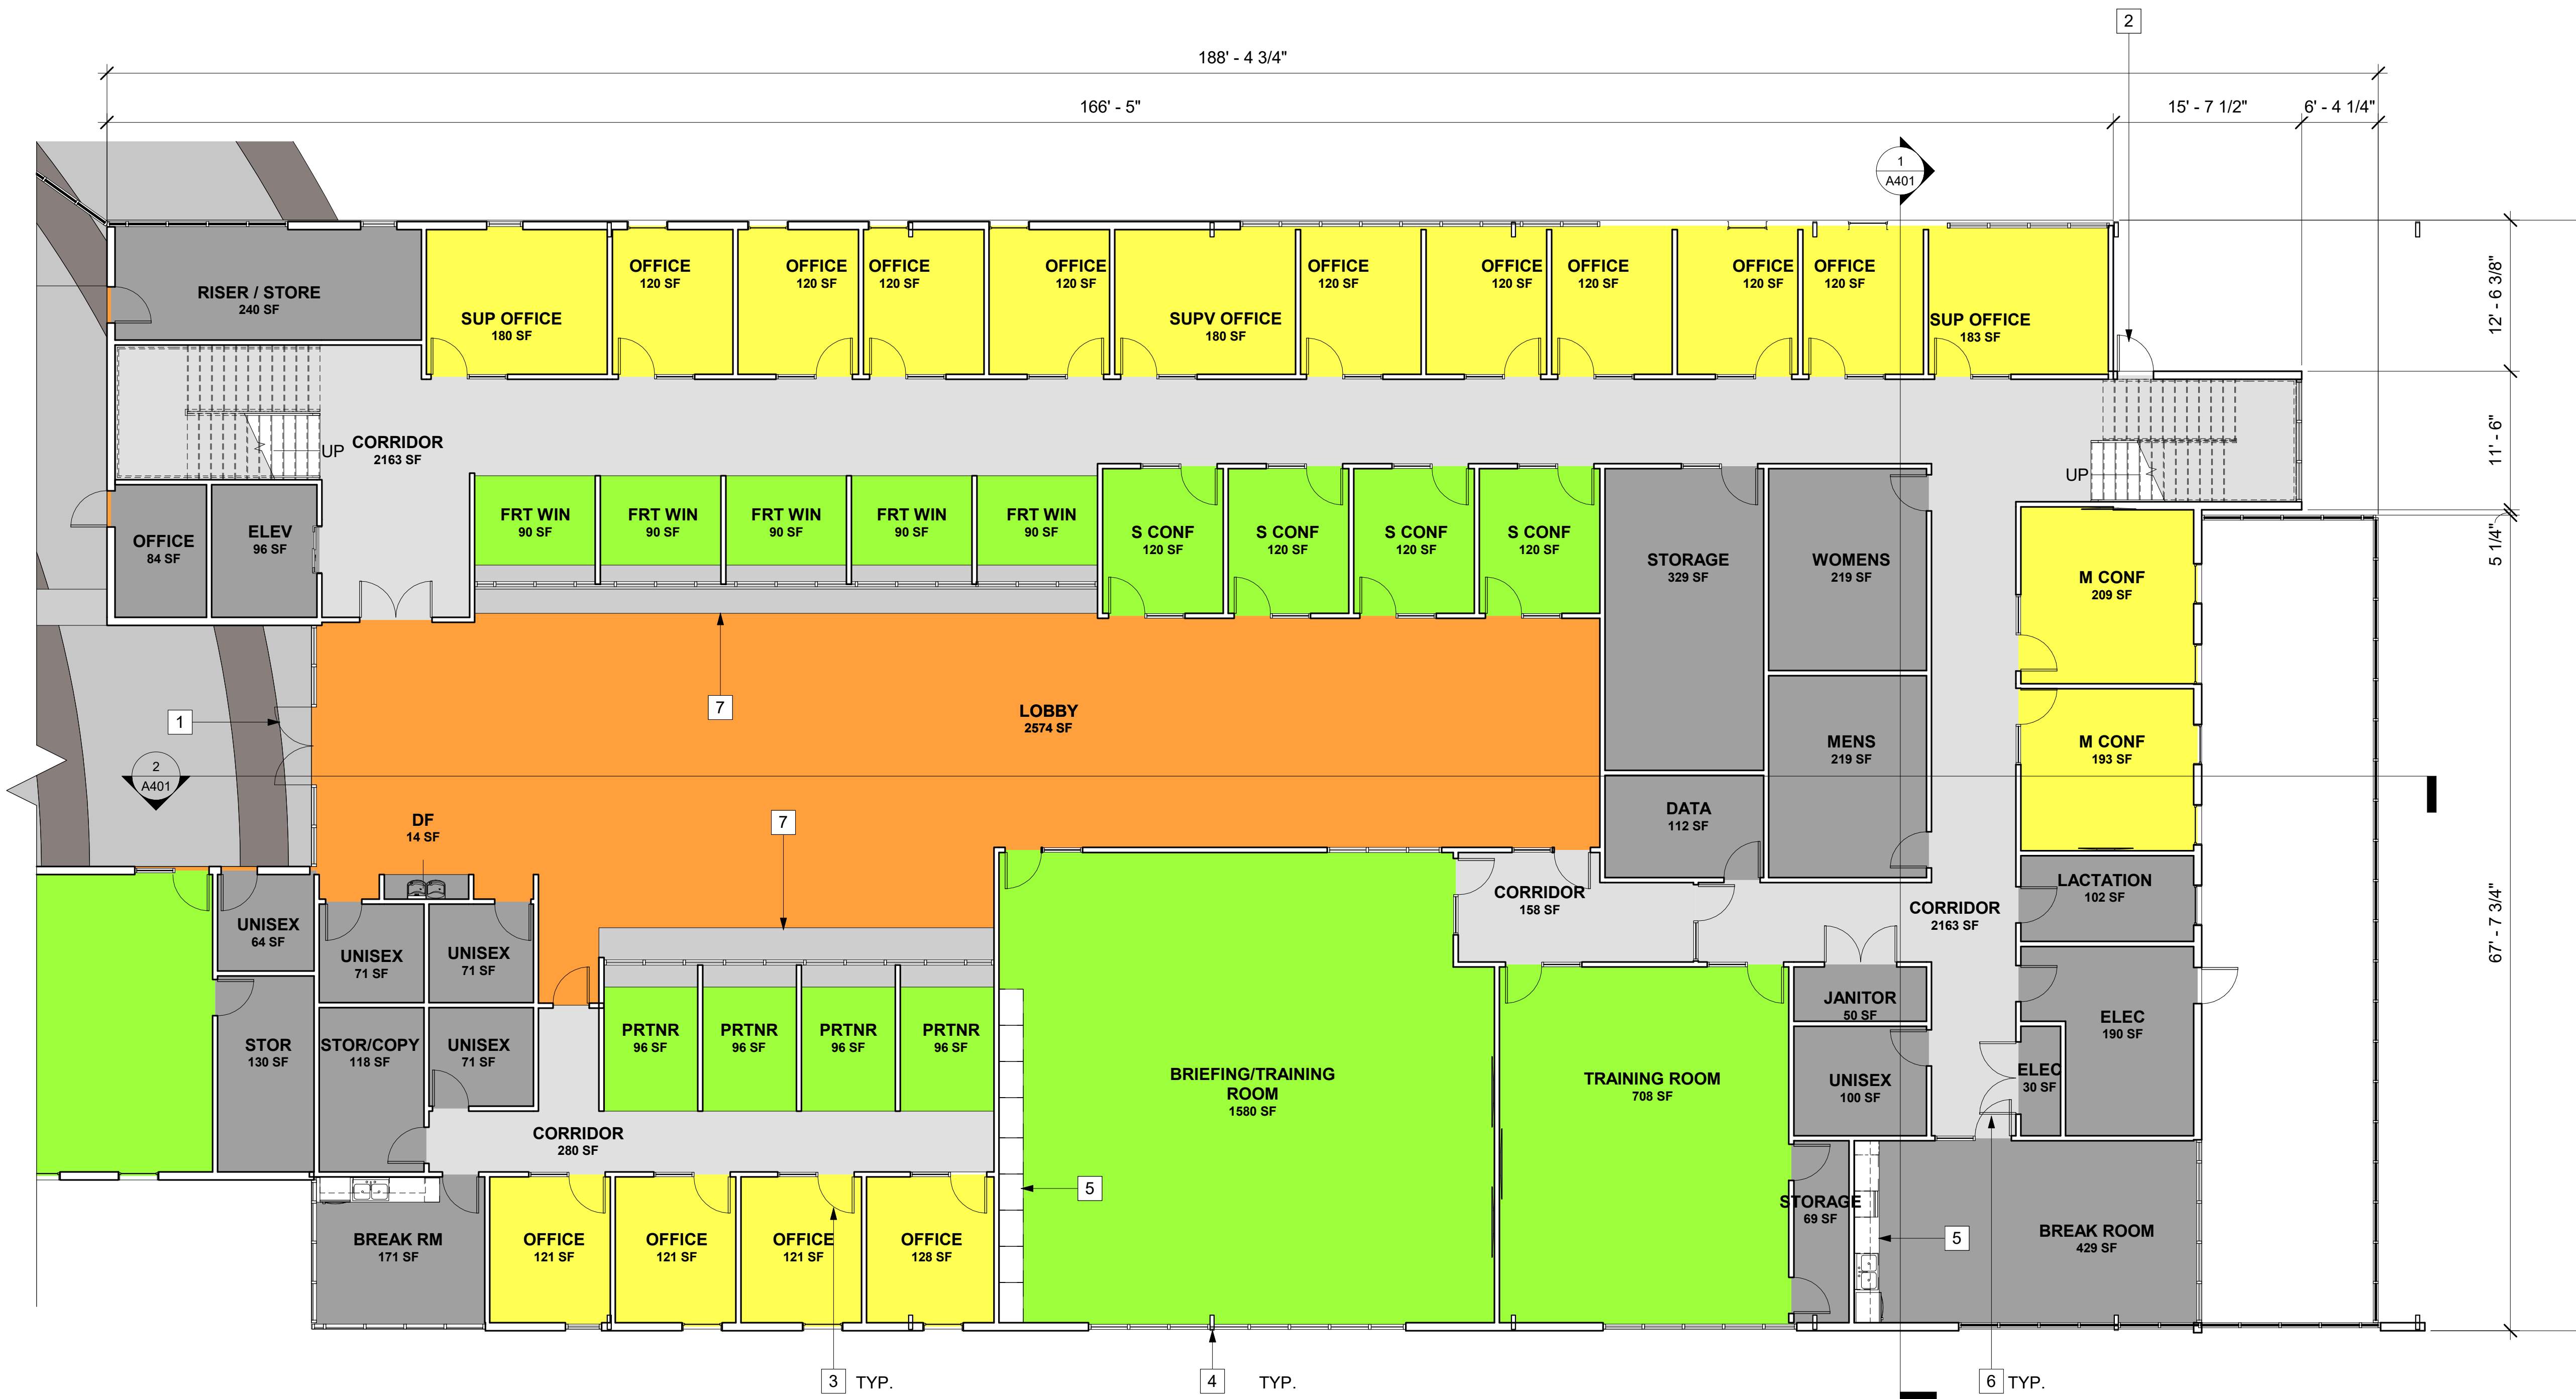 2
188' - 4 3/4"
166' - 5"
15' - 7 1/2"
6' - 4 1/4"
1
A401
RISER / STORE
240 SF
SUP OFFICE
180 SF
OFFICE
120 SF
OFFICE
120 SF
OFFICE
120 SF
OFFICE
120 SF
SUPV OFFICE
180 SF
OFFICE
120 SF
OFFICE
120 SF
OFFICE
120 SF
OFFICE
120 SF
OFFICE
120 SF
SUP OFFICE
183 SF
12' - 6 3/8"
UP
CORRIDOR
2163 SF
UP
11' - 6"
OFFICE
84 SF
ELEV
96 SF
FRT WIN
90 SF
FRT WIN
90 SF
FRT WIN
90 SF
FRT WIN
90 SF
FRT WIN
90 SF
S CONF
120 SF
S CONF
120 SF
S CONF
120 SF
S CONF
120 SF
STORAGE
329 SF
WOMENS
219 SF
M CONF
209 SF
5 1/4"
7
1
LOBBY
2574 SF
MENS
219 SF
M CONF
193 SF
2
A401
DF
14 SF
7
DATA
112 SF
UNISEX
64 SF
UNISEX
71 SF
UNISEX
71 SF
CORRIDOR
158 SF
CORRIDOR
2163 SF
LACTATION
102 SF
67' - 7 3/4"
STOR
130 SF
STOR/COPY
118 SF
UNISEX
71 SF
PRTNR
96 SF
PRTNR
96 SF
PRTNR
96 SF
PRTNR
96 SF
BRIEFING/TRAINING
ROOM
1580 SF
TRAINING ROOM
708 SF
JANITOR
50 SF
UNISEX
100 SF
ELEC
190 SF
ELEC
30 SF
CORRIDOR
280 SF
5
STORAGE
69 SF
5
BREAK ROOM
429 SF
BREAK RM
171 SF
OFFICE
121 SF
OFFICE
121 SF
OFFICE
121 SF
OFFICE
128 SF
3 TYP.
4 TYP.
6 TYP.